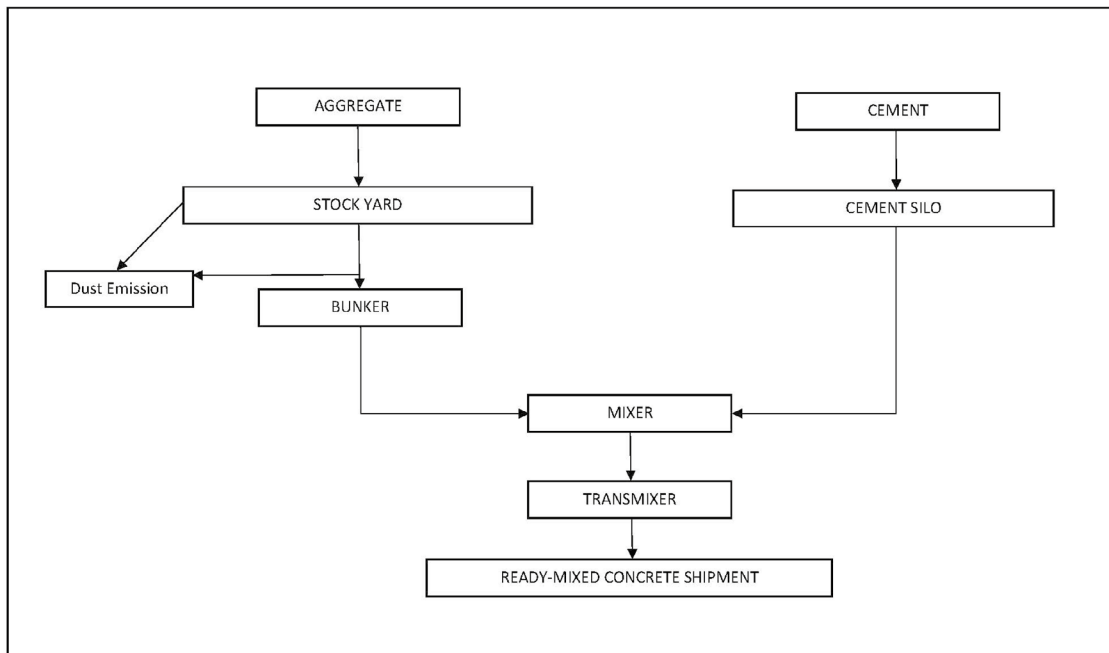 AGGREGATE
CEMENT
STOCK YARD
CEMENT SILO
Dust Emission
BUNKER
MIXER
TRANSMIXER
READY-MIXED CONCRETE SHIPMENT